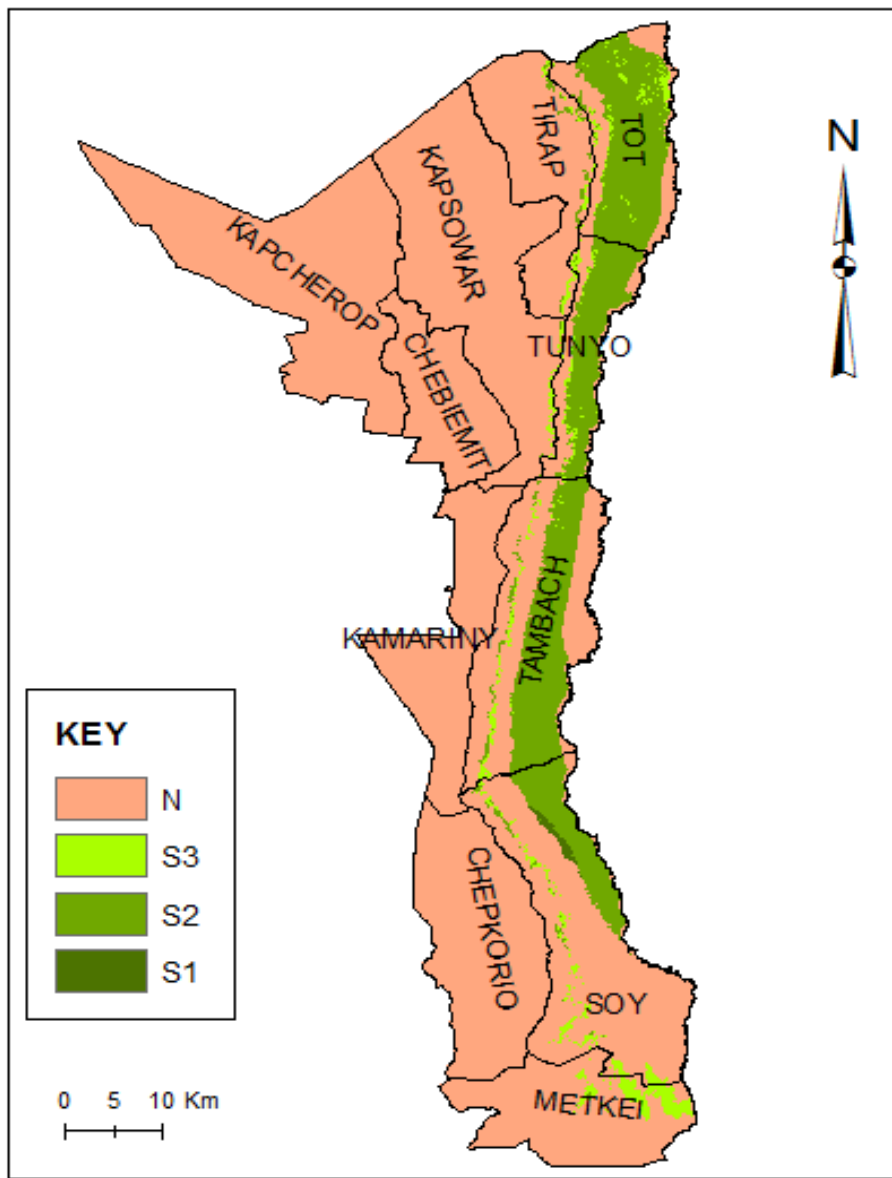 TOT
TIRAP
N
KAPSOWAR
KAPCHEROP
TUNYO
CHEBIEMIT
TAMBACH
KAMARINY
KEY
N
S3
S2
S1
CHEPKORIO
SOY
METKEI
0 5 10 Km